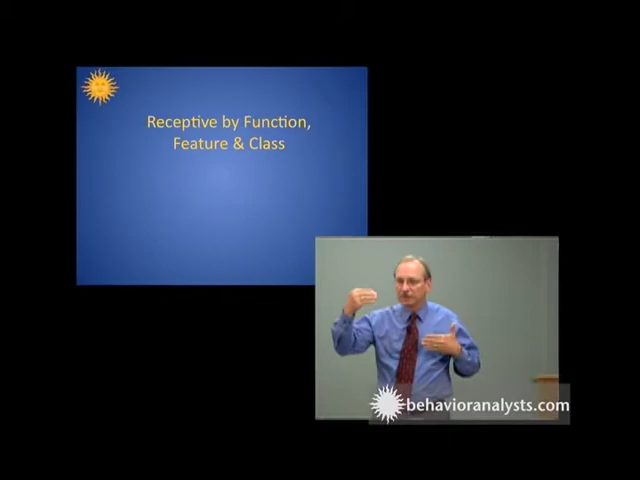 Receptive by Function,
Feature & Class
behavioranalysts.com